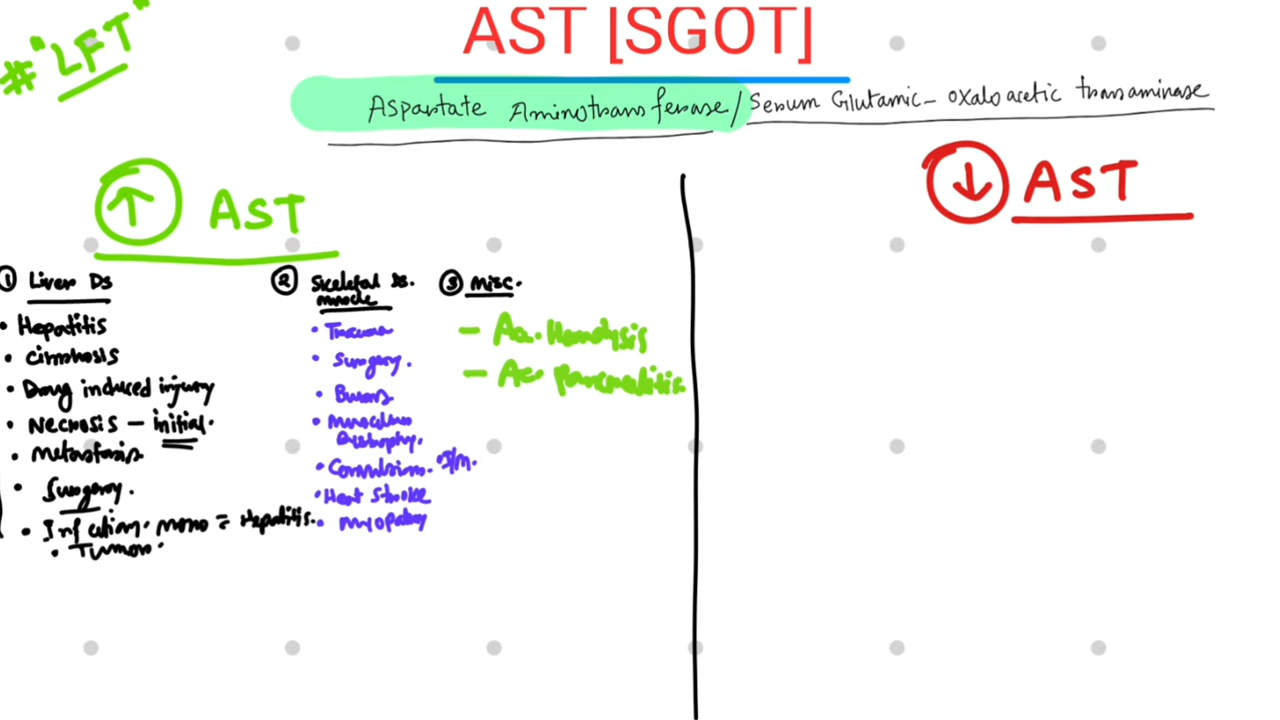 # "LFT"
AST [SGOT]
Aspartate Aminotransferase / Serum Glutamic - oxaloacetic transaminase
↑ AST
① Liver Ds
• Hepatitis
• cirrhosis
• Drug induced injury
• Necrosis - initial.
• Metastasis
• Surgery.
• Infection. mono = Hepatitis.
• Tumor.
② Skeletal Ds.
muscle
• Trauma
• Surgery.
• Burns
• Muscular
Dystrophy.
• Convulsions. • I/M.
• Heat Stroke
• Myopathy
③ Misc.
- Ac. Hemolysis
- Ac. Pancreatitis
↓ AST